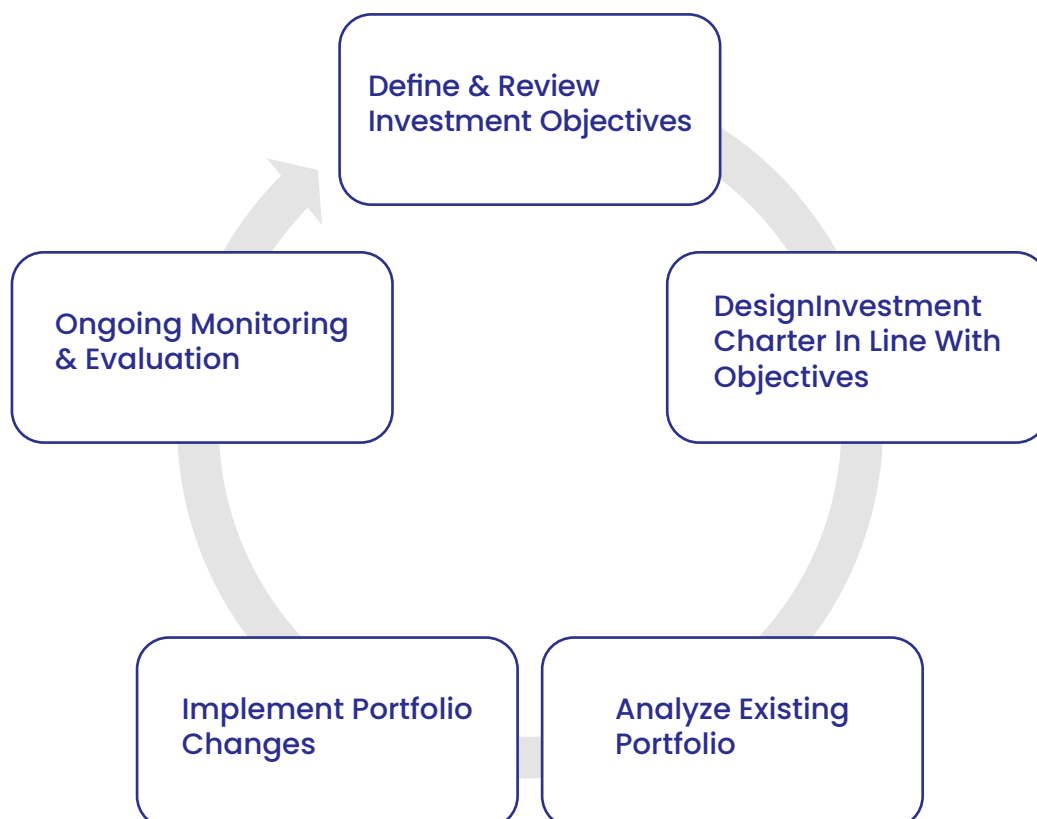 Define & Review
Investment Objectives
DesignInvestment
Charter In Line With
Objectives
Analyze Existing
Portfolio
Implement Portfolio
Changes
Ongoing Monitoring
& Evaluation